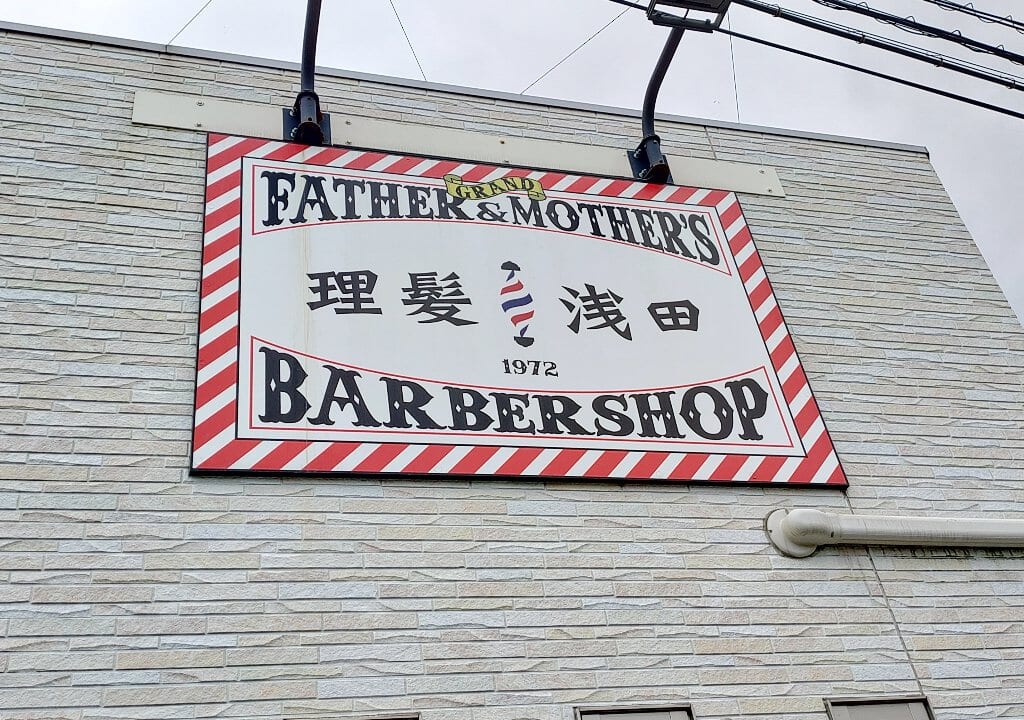 GRAND
FATHER & MOTHER'S
理髪 浅田
1972
BARBERSHOP